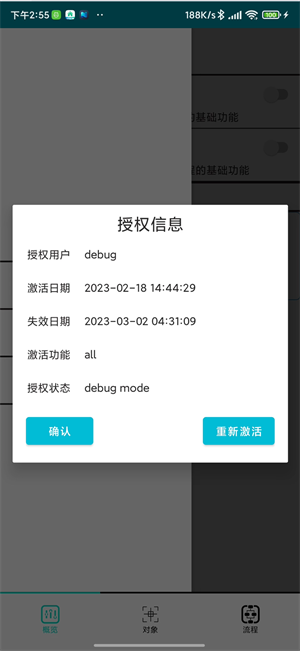 下午2:55
188K/s
100
的基础功能
程的基础功能
授权信息
授权用户 debug
激活日期 2023-02-18 14:44:29
失效日期 2023-03-02 04:31:09
激活功能 all
授权状态 debug mode
确认 重新激活
概览 对象 流程